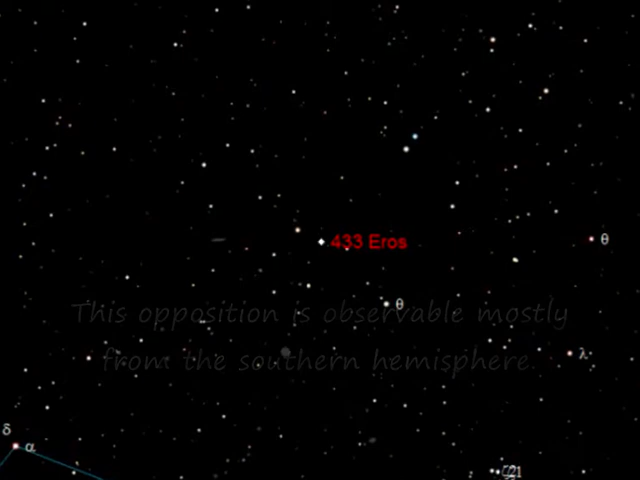 433 Eros
θ
θ
This opposition is observable mostly
from the southern hemisphere
λ
δ
α